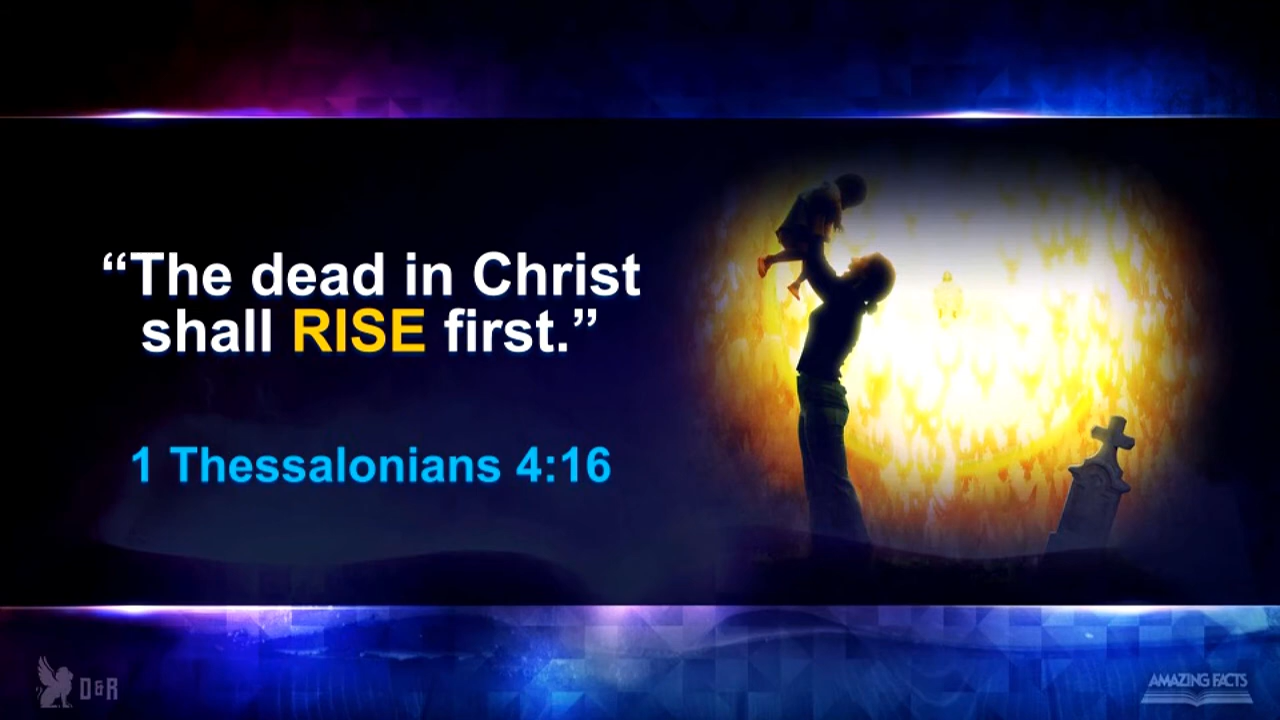 “The dead in Christ
shall RISE first.”
1 Thessalonians 4:16
D&R
AMAZING FACTS